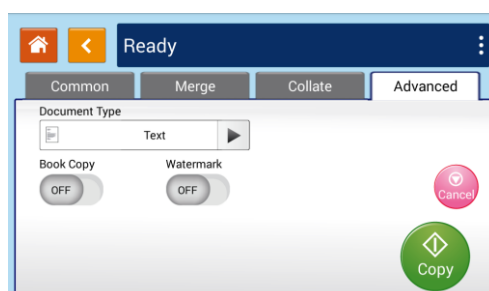 Ready
Common Merge Collate Advanced
Document Type
Text
Book Copy Watermark
OFF OFF
Cancel
Copy